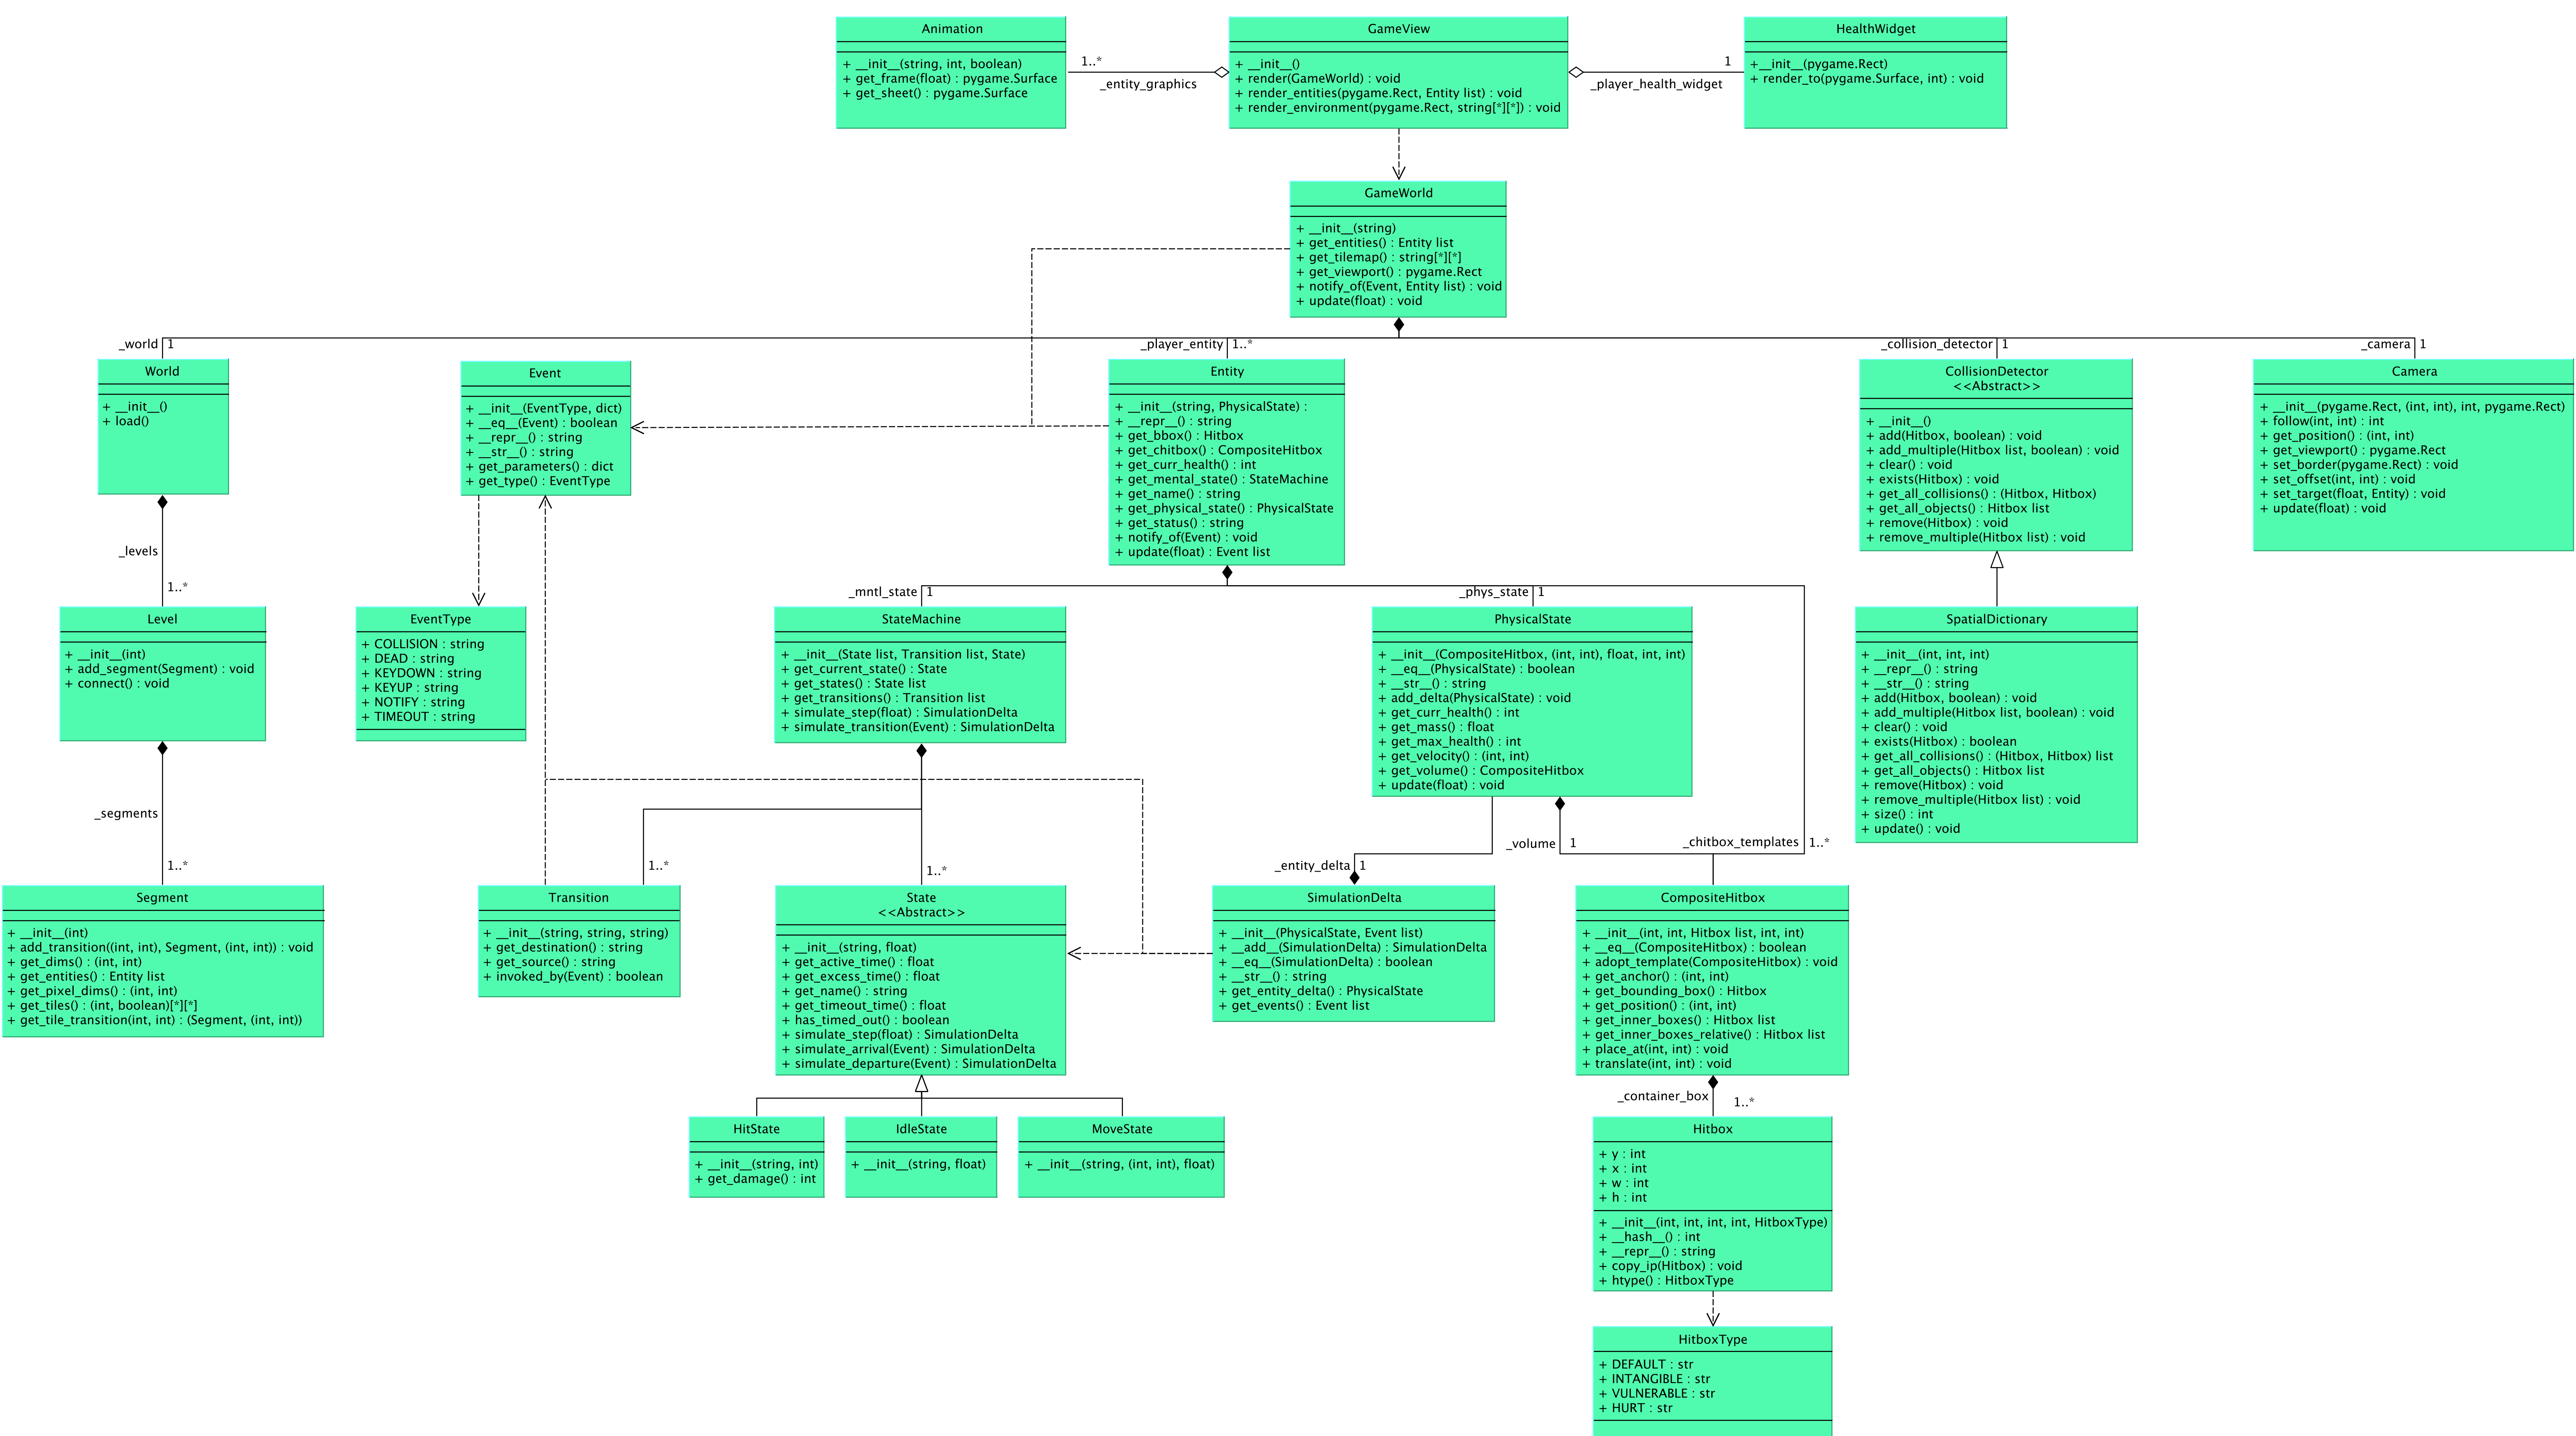 Animation
+ __init__(string, int, boolean)
+ get_frame(float) : pygame.Surface
+ get_sheet() : pygame.Surface
1..*
_entity_graphics
GameView
+ __init__()
+ render(GameWorld) : void
+ render_entities(pygame.Rect, Entity list) : void
+ render_environment(pygame.Rect, string[*][*]) : void
1
_player_health_widget
HealthWidget
+__init__(pygame.Rect)
+ render_to(pygame.Surface, int) : void
GameWorld
+ __init__(string)
+ get_entities() : Entity list
+ get_tilemap() : string[*][*]
+ get_viewport() : pygame.Rect
+ notify_of(Event, Entity list) : void
+ update(float) : void
_world 1
_player_entity 1..*
_collision_detector 1
_camera 1
World
+ __init__()
+ load()
Event
+ __init__(EventType, dict)
+ __eq__(Event) : boolean
+ __repr__() : string
+ __str__() : string
+ get_parameters() : dict
+ get_type() : EventType
Entity
+ __init__(string, PhysicalState) :
+ __repr__() : string
+ get_bbox() : Hitbox
+ get_chitbox() : CompositeHitbox
+ get_curr_health() : int
+ get_mental_state() : StateMachine
+ get_name() : string
+ get_physical_state() : PhysicalState
+ get_status() : string
+ notify_of(Event) : void
+ update(float) : Event list
CollisionDetector
<<Abstract>>
+ __init__()
+ add(Hitbox, boolean) : void
+ add_multiple(Hitbox list, boolean) : void
+ clear() : void
+ exists(Hitbox) : void
+ get_all_collisions() : (Hitbox, Hitbox)
+ get_all_objects() : Hitbox list
+ remove(Hitbox) : void
+ remove_multiple(Hitbox list) : void
Camera
+ __init__(pygame.Rect, (int, int), int, pygame.Rect)
+ follow(int, int) : int
+ get_position() : (int, int)
+ get_viewport() : pygame.Rect
+ set_border(pygame.Rect) : void
+ set_offset(int, int) : void
+ set_target(float, Entity) : void
+ update(float) : void
_levels
1..*
_mntl_state 1
_phys_state 1
Level
+ __init__(int)
+ add_segment(Segment) : void
+ connect() : void
EventType
+ COLLISION : string
+ DEAD : string
+ KEYDOWN : string
+ KEYUP : string
+ NOTIFY : string
+ TIMEOUT : string
StateMachine
+ __init__(State list, Transition list, State)
+ get_current_state() : State
+ get_states() : State list
+ get_transitions() : Transition list
+ simulate_step(float) : SimulationDelta
+ simulate_transition(Event) : SimulationDelta
PhysicalState
+ __init__(CompositeHitbox, (int, int), float, int, int)
+ __eq__(PhysicalState) : boolean
+ __str__() : string
+ add_delta(PhysicalState) : void
+ get_curr_health() : int
+ get_mass() : float
+ get_max_health() : int
+ get_velocity() : (int, int)
+ get_volume() : CompositeHitbox
+ update(float) : void
SpatialDictionary
+ __init__(int, int, int)
+ __repr__() : string
+ __str__() : string
+ add(Hitbox, boolean) : void
+ add_multiple(Hitbox list, boolean) : void
+ clear() : void
+ exists(Hitbox) : boolean
+ get_all_collisions() : (Hitbox, Hitbox) list
+ get_all_objects() : Hitbox list
+ remove(Hitbox) : void
+ remove_multiple(Hitbox list) : void
+ size() : int
+ update() : void
_segments
1..*
1..*
1..*
_entity_delta 1
_volume 1
_chitbox_templates 1..*
Segment
+ __init__(int)
+ add_transition((int, int), Segment, (int, int)) : void
+ get_dims() : (int, int)
+ get_entities() : Entity list
+ get_pixel_dims() : (int, int)
+ get_tiles() : (int, boolean)[*][*]
+ get_tile_transition(int, int) : (Segment, (int, int))
Transition
+ __init__(string, string, string)
+ get_destination() : string
+ get_source() : string
+ invoked_by(Event) : boolean
State
<<Abstract>>
+ __init__(string, float)
+ get_active_time() : float
+ get_excess_time() : float
+ get_name() : string
+ get_timeout_time() : float
+ has_timed_out() : boolean
+ simulate_step(float) : SimulationDelta
+ simulate_arrival(Event) : SimulationDelta
+ simulate_departure(Event) : SimulationDelta
SimulationDelta
+ __init__(PhysicalState, Event list)
+ __add__(SimulationDelta) : SimulationDelta
+ __eq__(SimulationDelta) : boolean
+ __str__() : string
+ get_entity_delta() : PhysicalState
+ get_events() : Event list
CompositeHitbox
+ __init__(int, int, Hitbox list, int, int)
+ __eq__(CompositeHitbox) : boolean
+ adopt_template(CompositeHitbox) : void
+ get_anchor() : (int, int)
+ get_bounding_box() : Hitbox
+ get_position() : (int, int)
+ get_inner_boxes() : Hitbox list
+ get_inner_boxes_relative() : Hitbox list
+ place_at(int, int) : void
+ translate(int, int) : void
_container_box
1..*
HitState
+ __init__(string, int)
+ get_damage() : int
IdleState
+ __init__(string, float)
MoveState
+ __init__(string, (int, int), float)
Hitbox
+ y : int
+ x : int
+ w : int
+ h : int
+ __init__(int, int, int, int, HitboxType)
+ __hash__() : int
+ __repr__() : string
+ copy_ip(Hitbox) : void
+ htype() : HitboxType
HitboxType
+ DEFAULT : str
+ INTANGIBLE : str
+ VULNERABLE : str
+ HURT : str